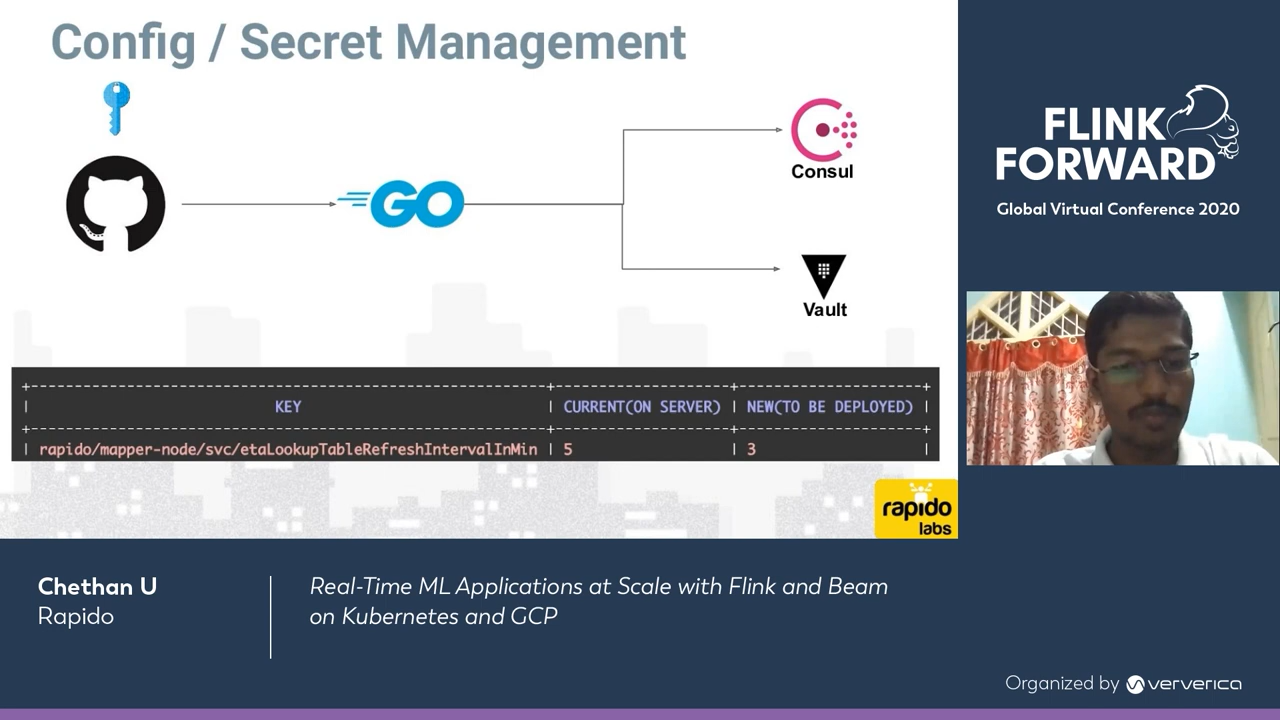 Config / Secret Management
GO
Consul
Vault
KEY | CURRENT(ON SERVER) | NEW(TO BE DEPLOYED) |
| rapido/mapper-node/svc/etaLookupTableRefreshIntervalInMin | 5 | 3 |
rapido
labs
FLINK
FORWARD
Global Virtual Conference 2020
Chethan U
Rapido
Real-Time ML Applications at Scale with Flink and Beam
on Kubernetes and GCP
Organized by ververica